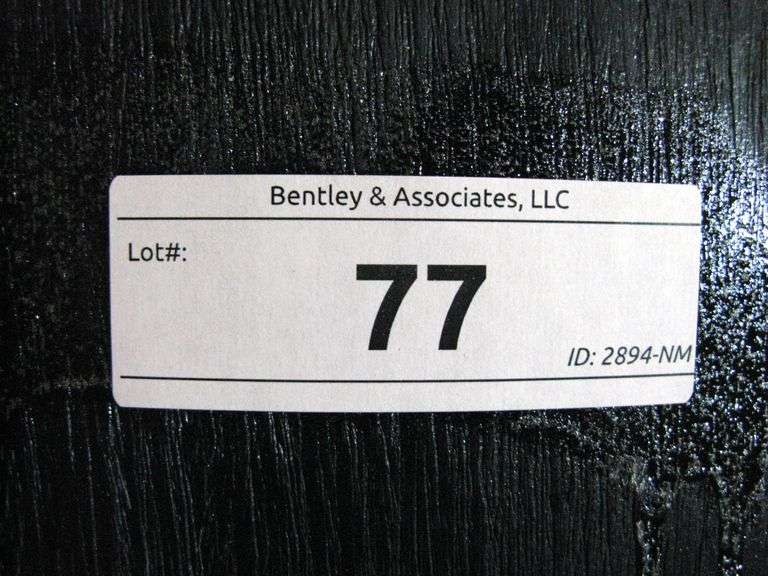 Bentley & Associates, LLC
Lot#:
77
ID: 2894-NM